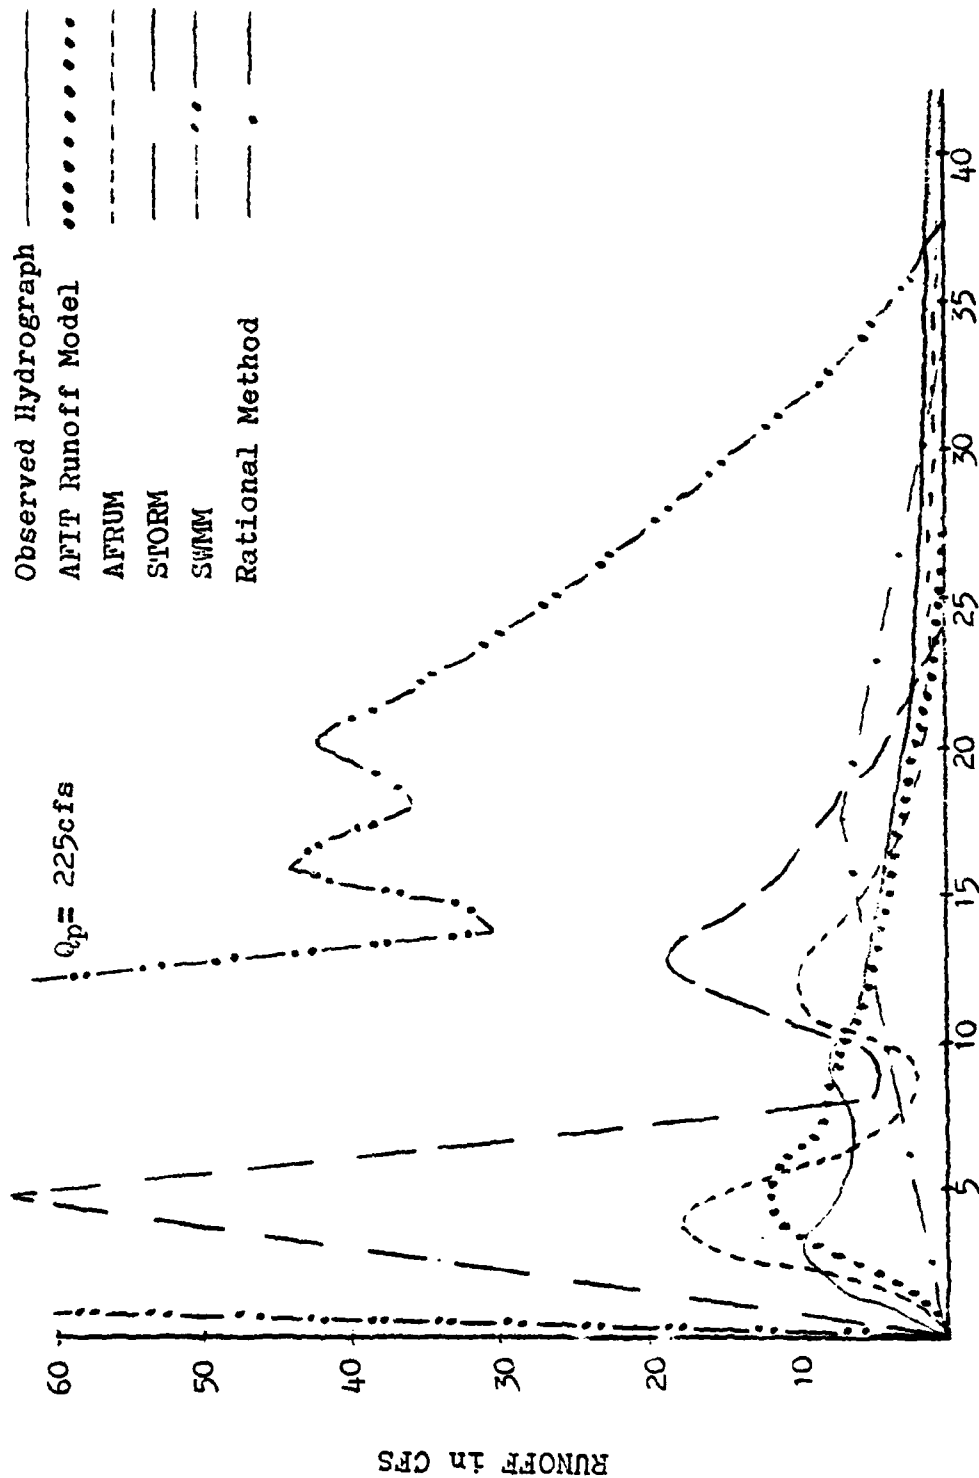 Observed Hydrograph
AFIT Runoff Model
AFRUM
STORM
SWMM
Rational Method
Qp= 225cfs
RUNOFF in CFS
60
50
40
30
20
10
5
10
15
20
25
30
35
40